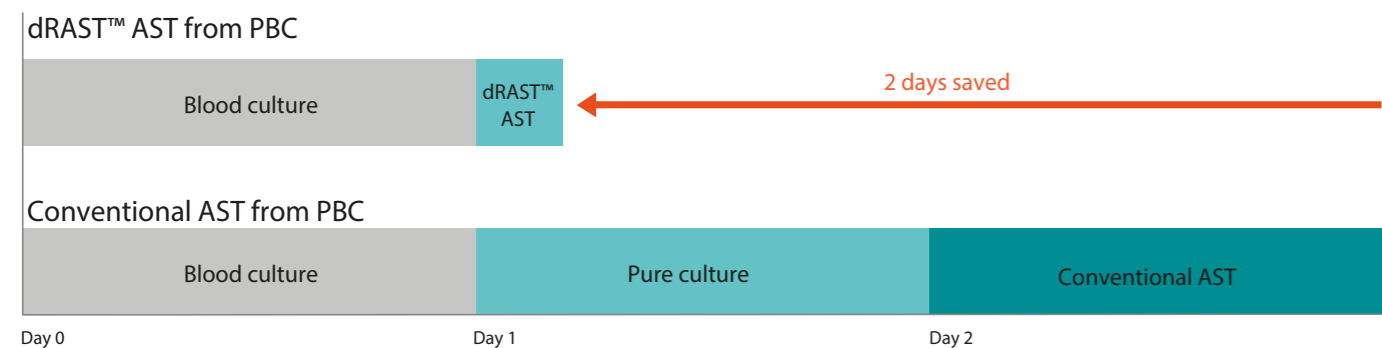 dRAST™ AST from PBC
Blood culture
dRAST™
AST
2 days saved
Conventional AST from PBC
Blood culture
Pure culture
Conventional AST
Day 0
Day 1
Day 2